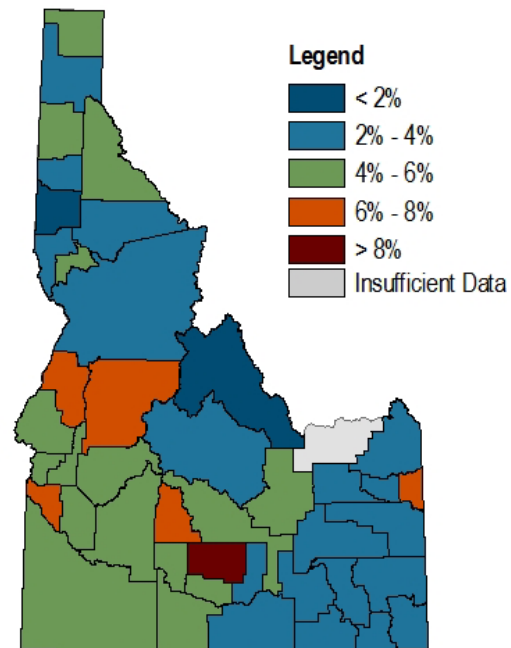 Legend
< 2%
2% - 4%
4% - 6%
6% - 8%
> 8%
Insufficient Data